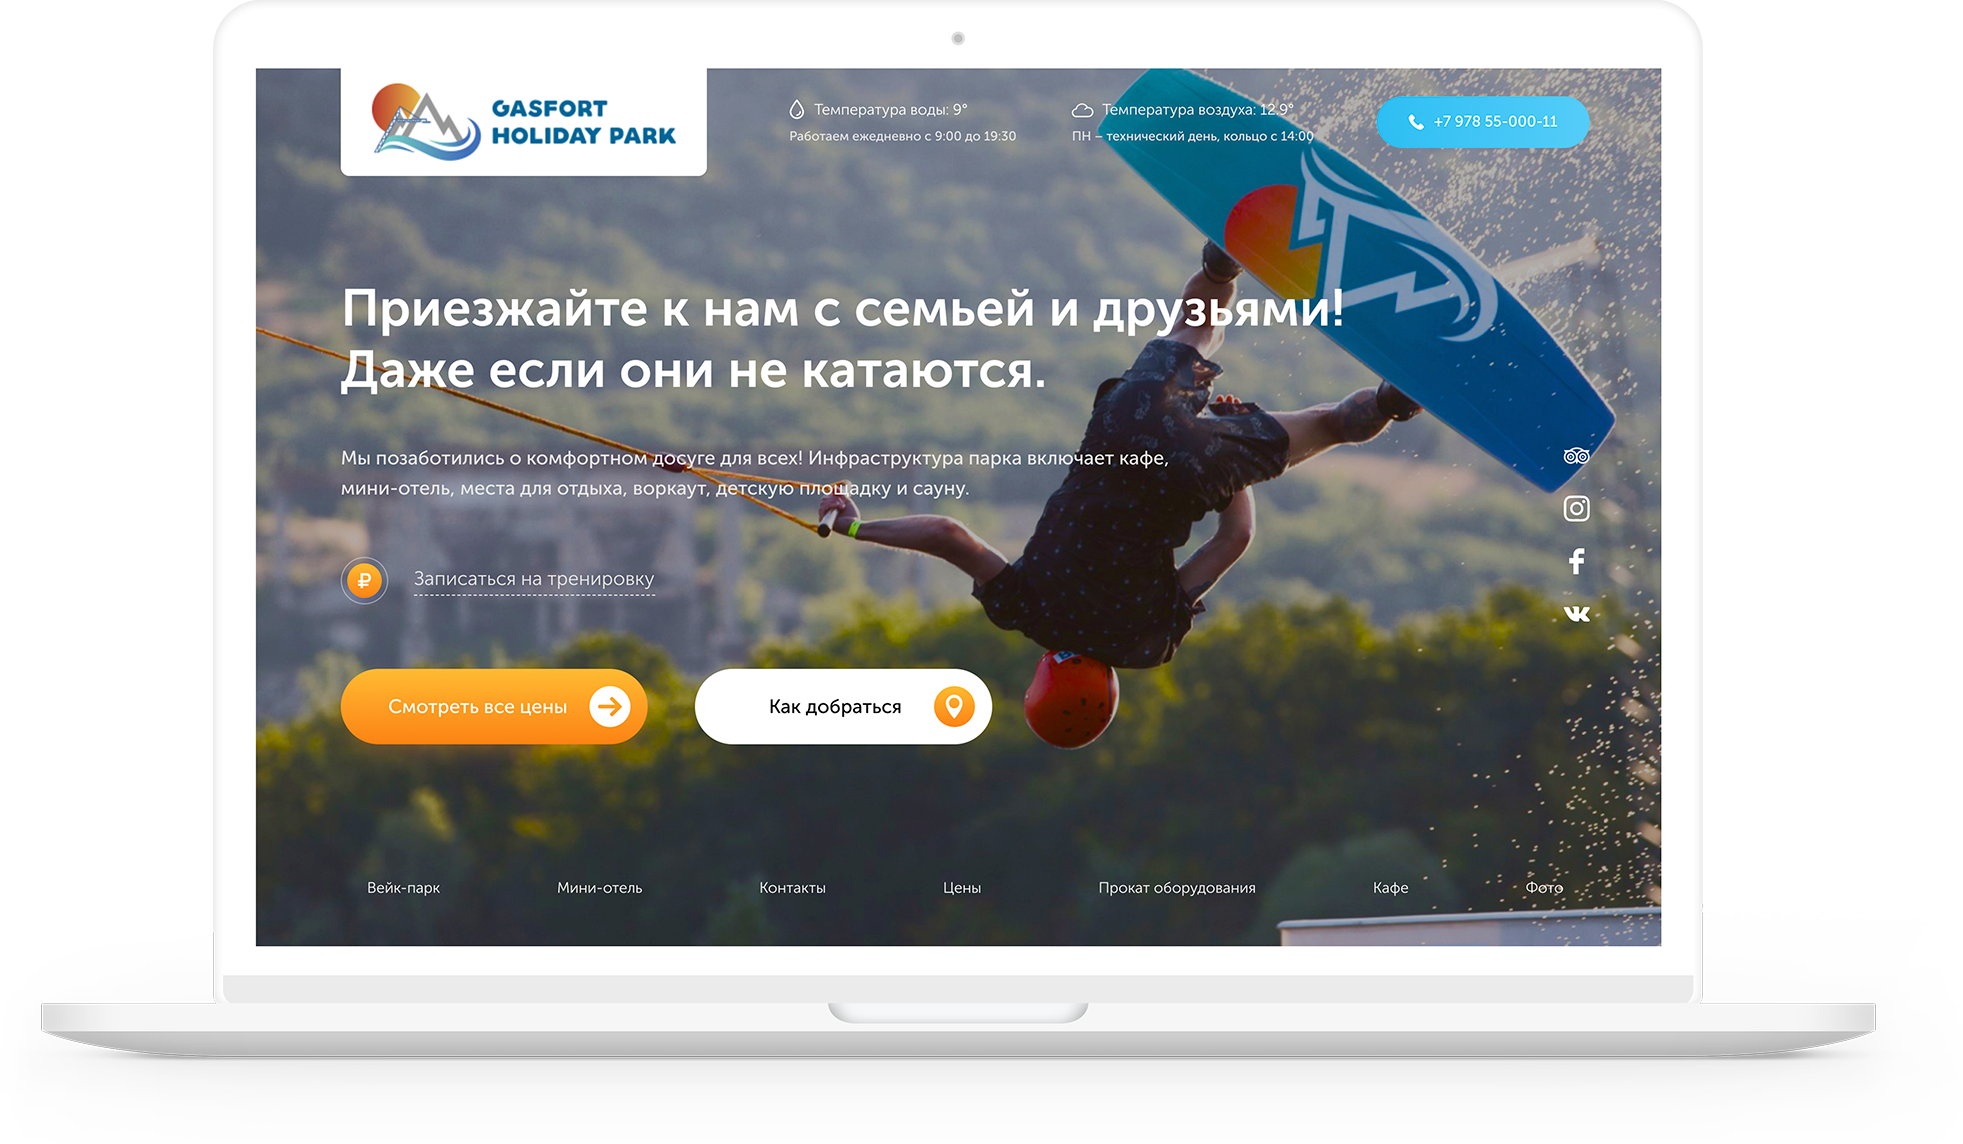 GASFORT
HOLIDAY PARK
Температура воды: 9°
Работаем ежедневно с 9:00 до 19:30
Температура воздуха: 12.9°
ПН – технический день, кольцо с 14:00
+7 978 55-000-11
Приезжайте к нам с семьей и друзьями!
Даже если они не катаются.
Мы позаботились о комфортном досуге для всех! Инфраструктура парка включает кафе,
мини-отель, места для отдыха, воркаут, детскую площадку и сауну.
₽ Записаться на тренировку
Смотреть все цены
Как добраться
Вейк-парк
Мини-отель
Контакты
Цены
Прокат оборудования
Кафе
Фото